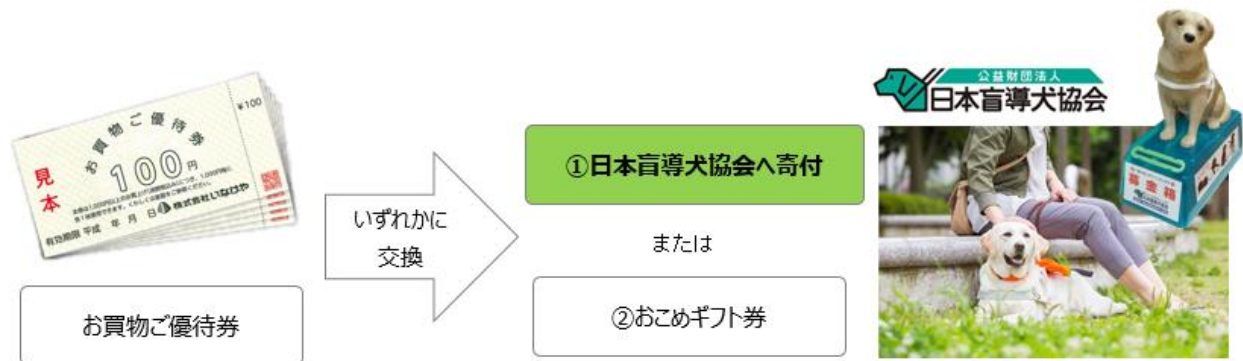 お買物ご優待券
¥100
100円
見本
有効期限 平成 年 月 日
株式会社いなげや
お買物ご優待券
いずれかに
交換
①日本盲導犬協会へ寄付
または
②おこめギフト券
公益財団法人
日本盲導犬協会
募金箱